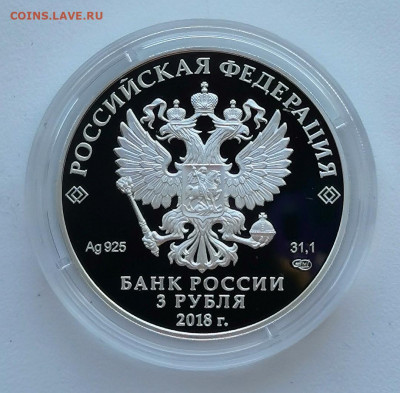 COINS.LAVE.RU
РОССИЙСКАЯ ФЕДЕРАЦИЯ
Ag 925
31,1
БАНК РОССИИ
3 РУБЛЯ
2018 г.